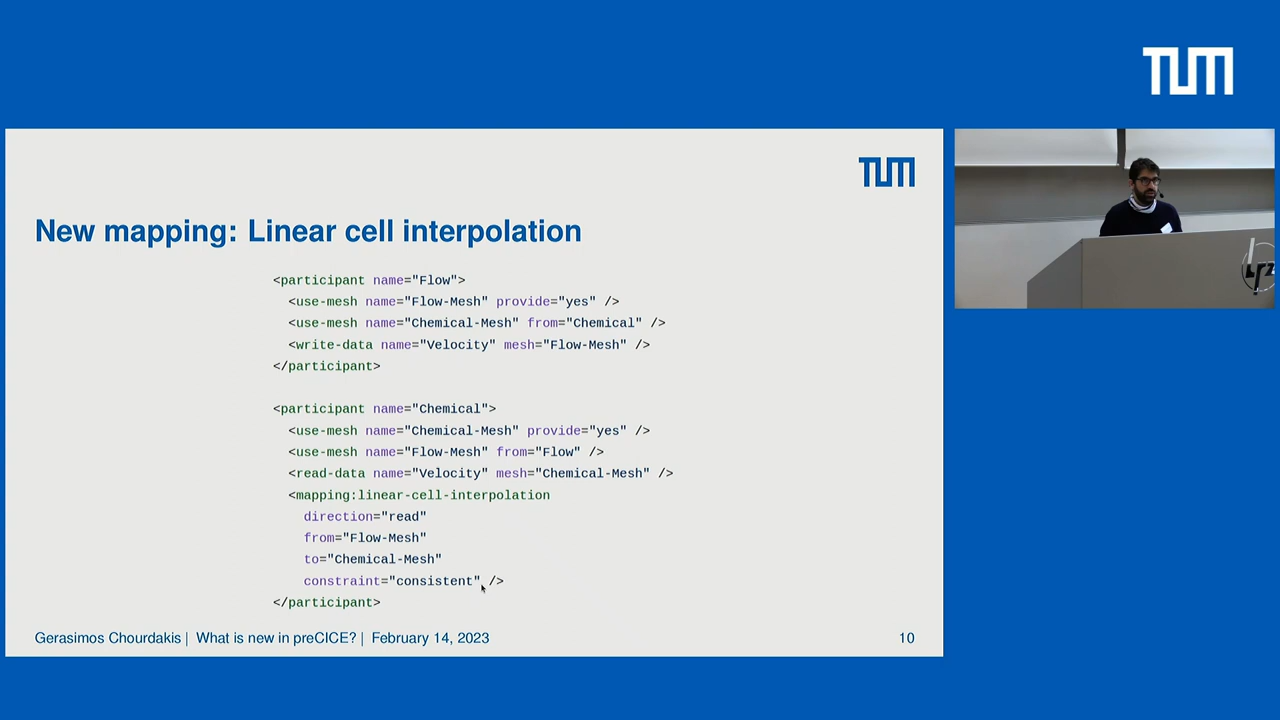 TUM
TUM
New mapping: Linear cell interpolation
<participant name="Flow">
  <use-mesh name="Flow-Mesh" provide="yes" />
  <use-mesh name="Chemical-Mesh" from="Chemical" />
  <write-data name="Velocity" mesh="Flow-Mesh" />
</participant>
<participant name="Chemical">
  <use-mesh name="Chemical-Mesh" provide="yes" />
  <use-mesh name="Flow-Mesh" from="Flow" />
  <read-data name="Velocity" mesh="Chemical-Mesh" />
  <mapping:linear-cell-interpolation
    direction="read"
    from="Flow-Mesh"
    to="Chemical-Mesh"
    constraint="consistent" />
</participant>
Gerasimos Chourdakis | What is new in preCICE? | February 14, 2023
10
lrz